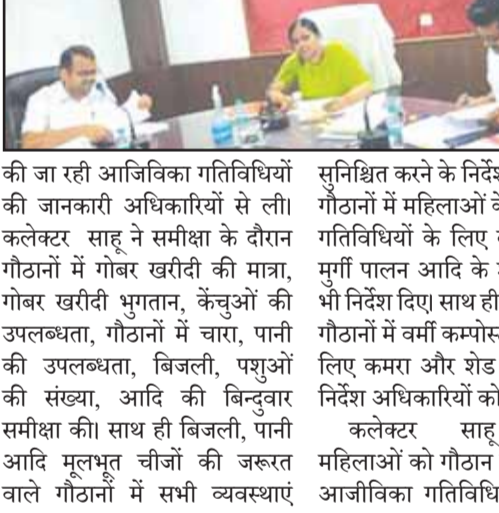 की जा रही आजिविका गतिविधियों
की जानकारी अधिकारियों से ली।
कलेक्टर साहू ने समीक्षा के दौरान
गौठानों में गोबर खरीदी की मात्रा,
गोबर खरीदी भुगतान, केंचुओं की
उपलब्धता, गौठानों में चारा, पानी
की उपलब्धता, बिजली, पशुओं
की संख्या, आदि की बिन्दुवार
समीक्षा की। साथ ही बिजली, पानी
आदि मूलभूत चीजों की जरूरत
वाले गौठानों में सभी व्यवस्थाएं
सुनिश्चित करने के
गौठानों में महिलाओं
गतिविधियों के लिए
मुर्गी पालन आदि के
भी निर्देश दिए। साथ ही
गौठानों में वर्मी
लिए कमरा और शेड
निर्देश अधिकारियों को
कलेक्टर साहू
महिलाओं को गौठान
आजीविका